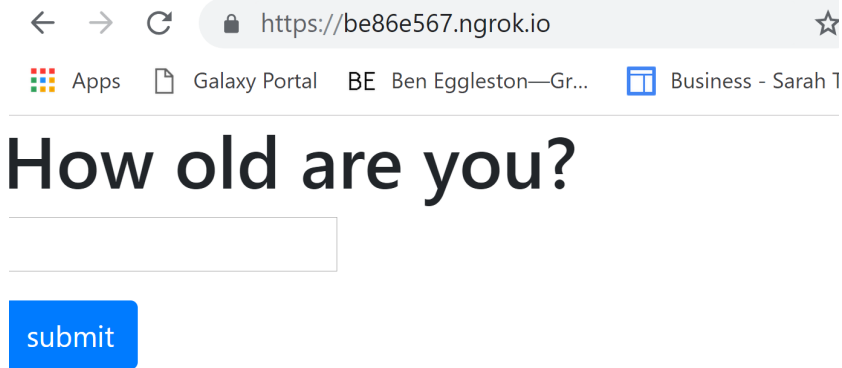 https://be86e567.ngrok.io
Apps Galaxy Portal BE Ben Eggleston—Gr... Business - Sarah T
How old are you?
submit